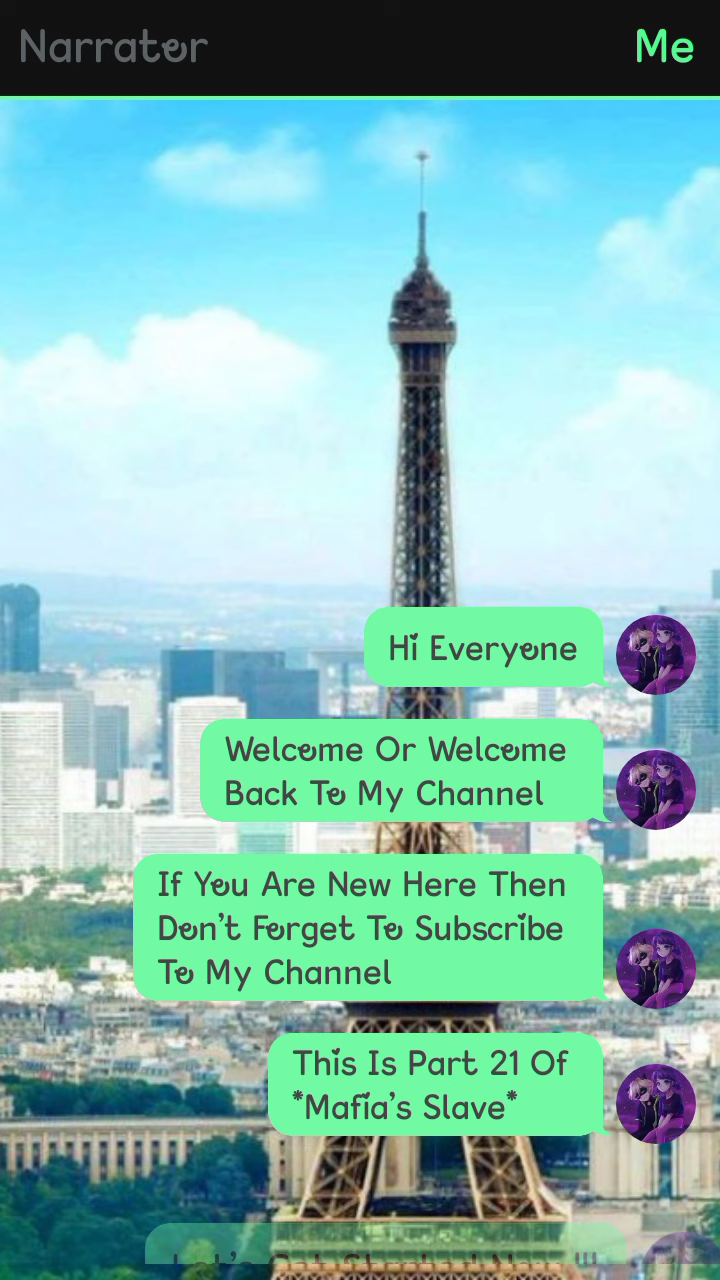 Narrator
Me
Hi Everyone
Welcome Or Welcome
Back To My Channel
If You Are New Here Then
Don't Forget To Subscribe
To My Channel
This Is Part 21 Of
*Mafia's Slave*